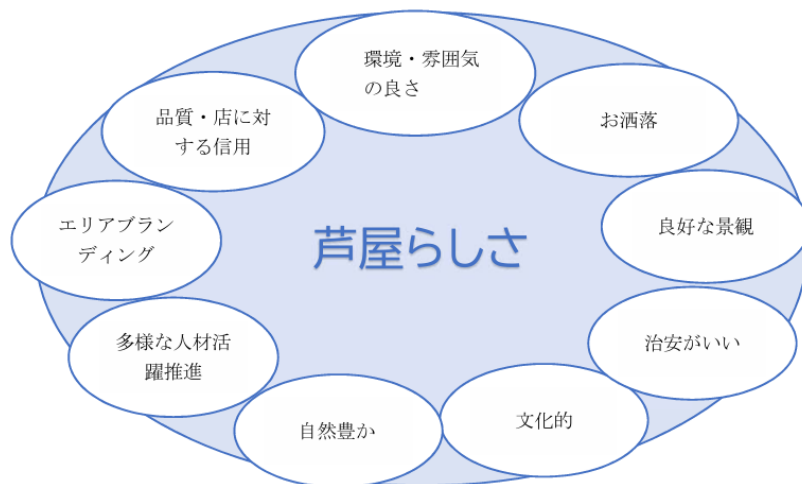 環境・雰囲気
の良さ
品質・店に対
する信用
お洒落
エリアブラン
ディング
芦屋らしさ
良好な景観
多様な人材活
躍推進
治安がいい
自然豊か
文化的